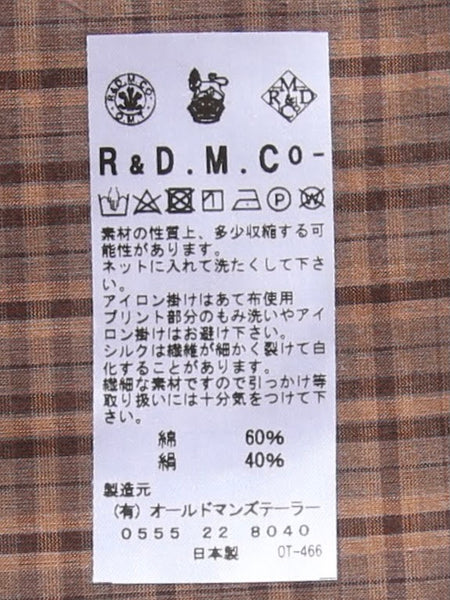 R&D.M.CO
OMT
M
R&D
Co
R & D . M . Co -
P
W
素材の性質上、多少収縮する可
能性があります。
ネットに入れて洗たくして下さ
い。
アイロン掛けはあて布使用
プリント部分のもみ洗いやアイ
ロン掛けはお避け下さい。
シルクは繊維が細かく裂けて白
化することがあります。
繊細な素材ですので引っかけ等
取り扱いには十分気をつけて下
さい。
綿 60%
絹 40%
製造元
(有) オールドマンズテーラー
0555 22 8040
日本製 OT-466